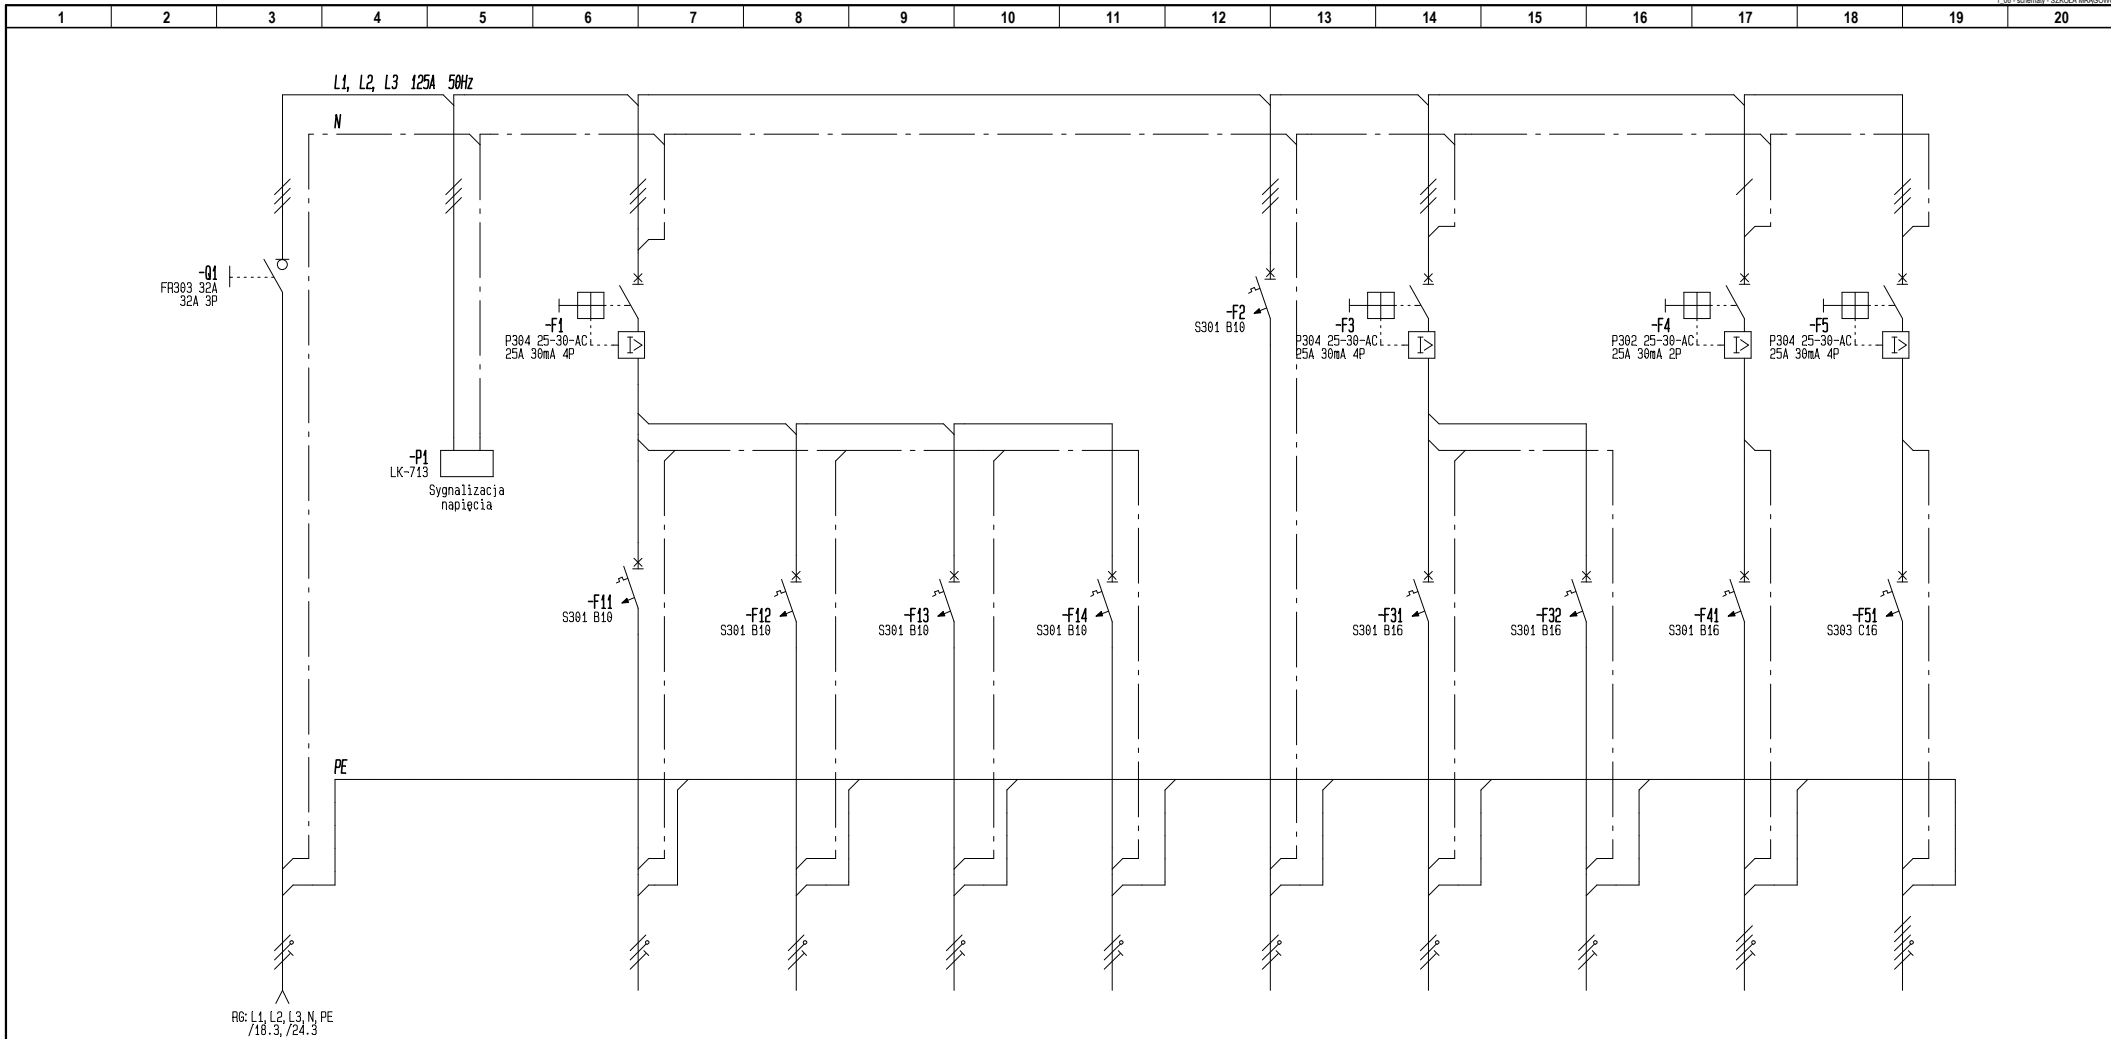 1 2 3 4 5 6 7 8 9 10 11 12 13 14 15 16 17 18 19 20
L1, L2, L3 125A 50Hz
N
-Q1
FR303 32A
32A 3P
-F1
P304 25-30-AC
25A 30mA 4P
-F2
S301 B10
-F3
P304 25-30-AC
25A 30mA 4P
-F4
P302 25-30-AC
25A 30mA 2P
-F5
P304 25-30-AC
25A 30mA 4P
-P1
LK-713
Sygnalizacja
napięcia
-F11
S301 B10
-F12
S301 B10
-F13
S301 B10
-F14
S301 B10
-F31
S301 B16
-F32
S301 B16
-F41
S301 B16
-F51
S303 C16
PE
RG: L1, L2, L3, N, PE
/18.3, /24.3